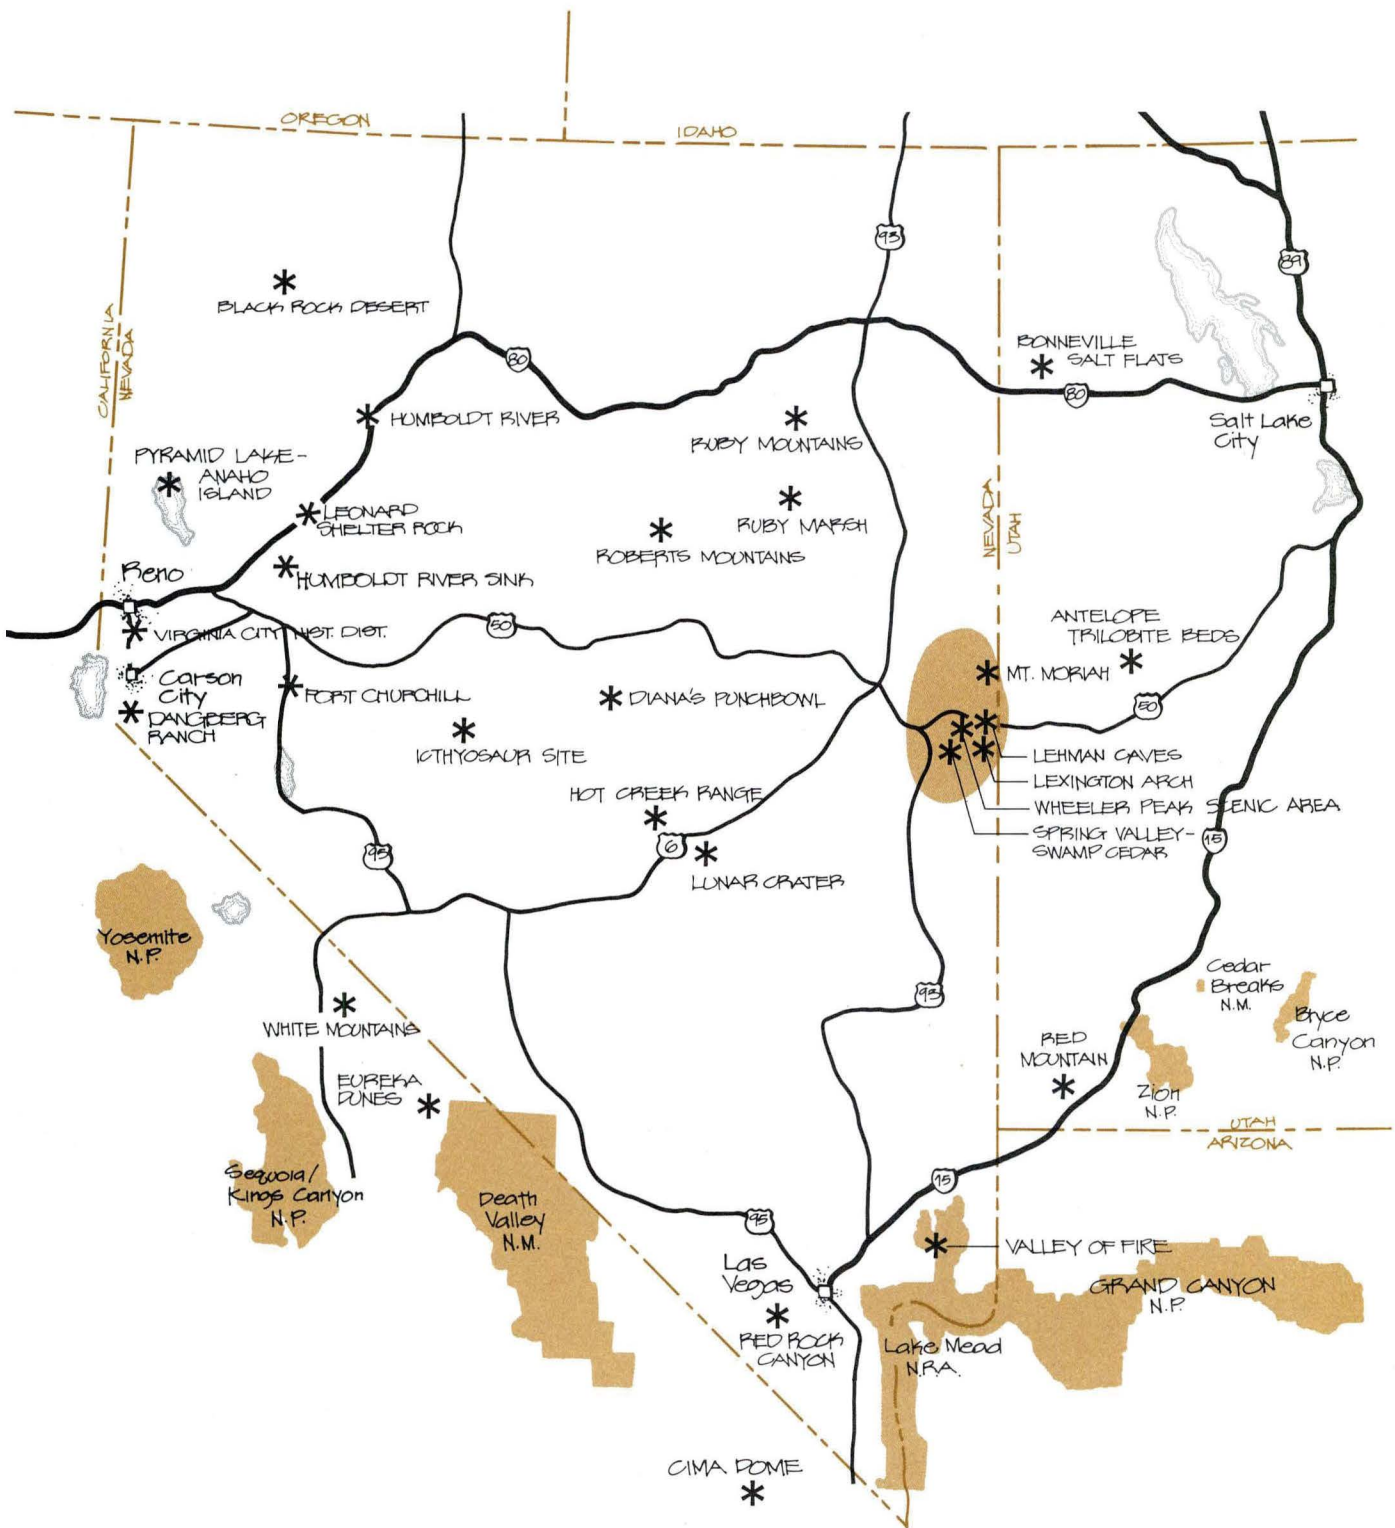 OREGON
IDAHO
93
89
BLACK ROCK DESERT
CALIFORNIA
NEVADA
80
BONNEVILLE
SALT FLATS
80
HUMBOLDT RIVER
RUBY MOUNTAINS
Salt Lake
City
PYRAMID LAKE-
ANAHO
ISLAND
LEONARD
SHELTER ROCK
RUBY MARSH
NEVADA
UTAH
ROBERTS MOUNTAINS
Reno
HUMBOLDT RIVER SINK
50
VIRGINIA CITY HIST. DIST.
ANTELOPE
TRILOBITE BEDS
MT. MORIAH
Carson
City
FORT CHURCHILL
DIANA'S PUNCHBOWL
50
DANGBERG
RANCH
ICTHYOSAUR SITE
LEHMAN CAVES
LEXINGTON ARCH
HOT CREEK RANGE
WHEELER PEAK SCENIC AREA
SPRING VALLEY-
SWAMP CEDAR
15
95
6
LUNAR CRATER
Yosemite
N.P.
Cedar
Breaks
N.M.
93
Bryce
Canyon
N.P.
WHITE MOUNTAINS
RED
MOUNTAIN
EUREKA
DUNES
Zion
N.P.
UTAH
ARIZONA
Sequoia/
Kings Canyon
N.P.
Death
Valley
N.M.
15
95
VALLEY OF FIRE
Las
Vegas
GRAND CANYON
N.P.
RED ROCK
CANYON
Lake Mead
N.R.A.
CIMA DOME